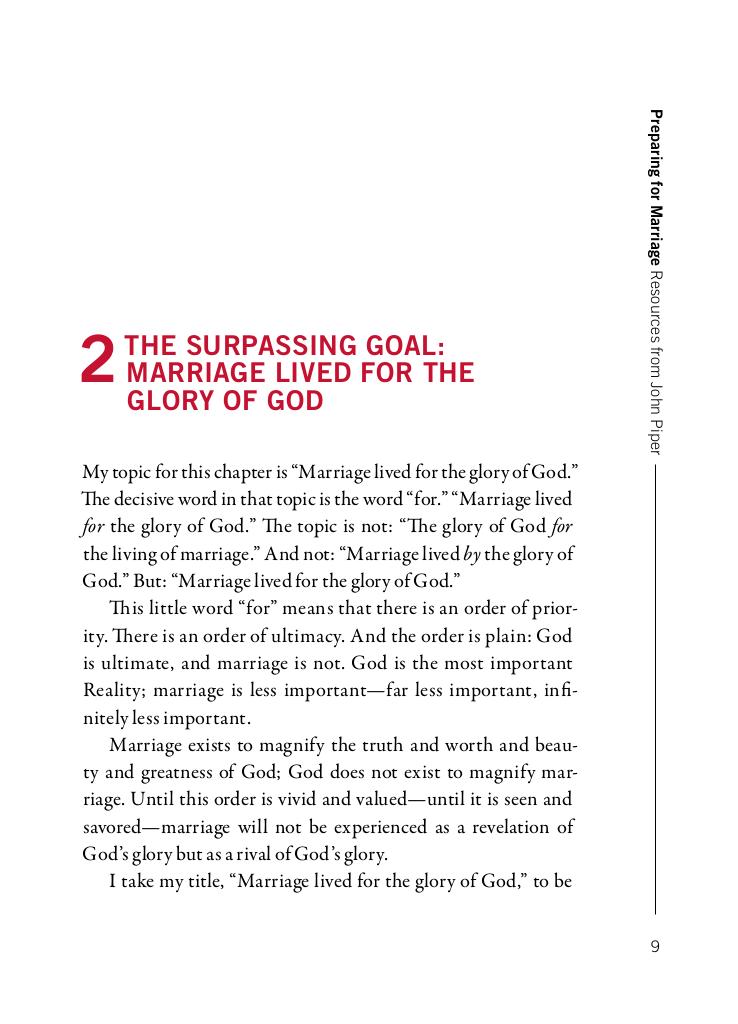 Preparing for Marriage Resources from John Piper
2 THE SURPASSING GOAL:
MARRIAGE LIVED FOR THE
GLORY OF GOD
My topic for this chapter is “Marriage lived for the glory of God.”
The decisive word in that topic is the word “for.” “Marriage lived
for the glory of God.” The topic is not: “The glory of God for
the living of marriage.” And not: “Marriage lived by the glory of
God.” But: “Marriage lived for the glory of God.”
This little word “for” means that there is an order of prior-
ity. There is an order of ultimacy. And the order is plain: God
is ultimate, and marriage is not. God is the most important
Reality; marriage is less important—far less important, infi-
nitely less important.
Marriage exists to magnify the truth and worth and beau-
ty and greatness of God; God does not exist to magnify mar-
riage. Until this order is vivid and valued—until it is seen and
savored—marriage will not be experienced as a revelation of
God’s glory but as a rival of God’s glory.
I take my title, “Marriage lived for the glory of God,” to be
9